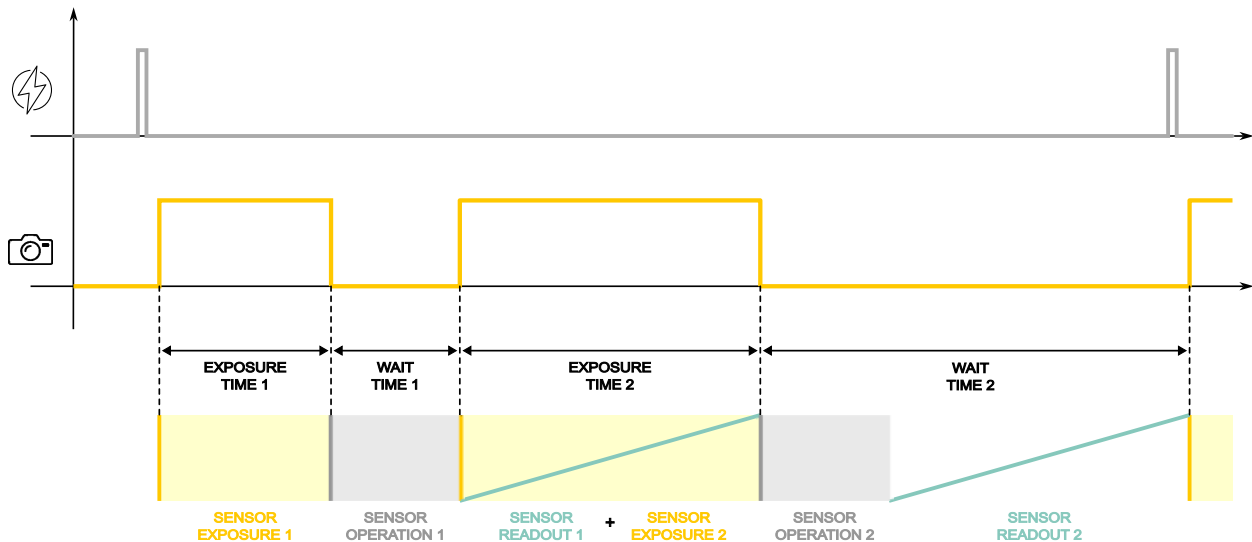 EXPOSURE
TIME 1
WAIT
TIME 1
EXPOSURE
TIME 2
WAIT
TIME 2
SENSOR
EXPOSURE 1
SENSOR
OPERATION 1
SENSOR
READOUT 1
+
SENSOR
EXPOSURE 2
SENSOR
OPERATION 2
SENSOR
READOUT 2